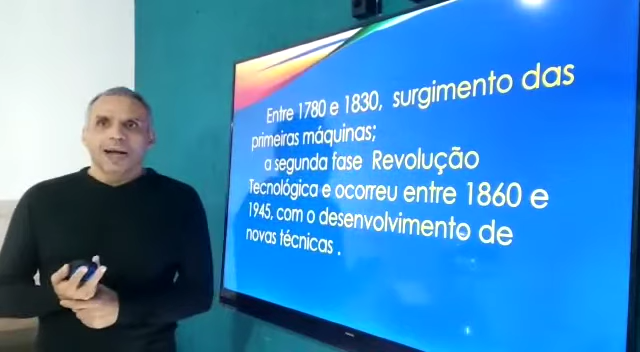 Entre 1780 e 1830, surgimento das
primeiras máquinas;
a segunda fase Revolução
Tecnológica e ocorreu entre 1860 e
1945, com o desenvolvimento de
novas técnicas .